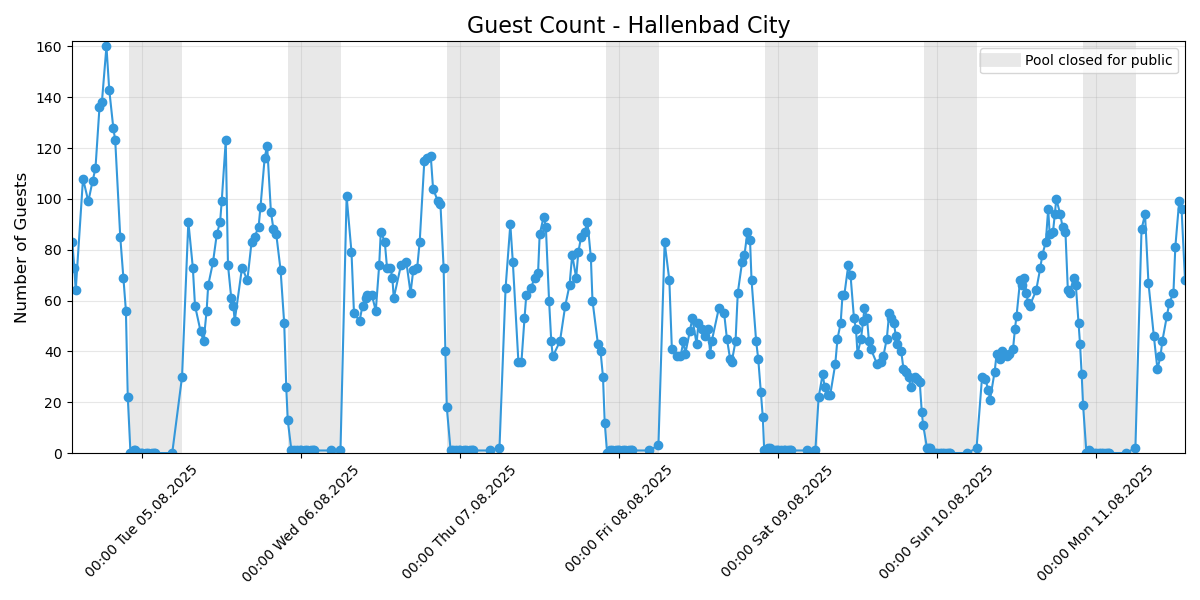 Guest Count - Hallenbad City
Pool closed for public
Number of Guests
160
140
120
100
80
60
40
20
0
00:00 Tue 05.08.2025
00:00 Wed 06.08.2025
00:00 Thu 07.08.2025
00:00 Fri 08.08.2025
00:00 Sat 09.08.2025
00:00 Sun 10.08.2025
00:00 Mon 11.08.2025